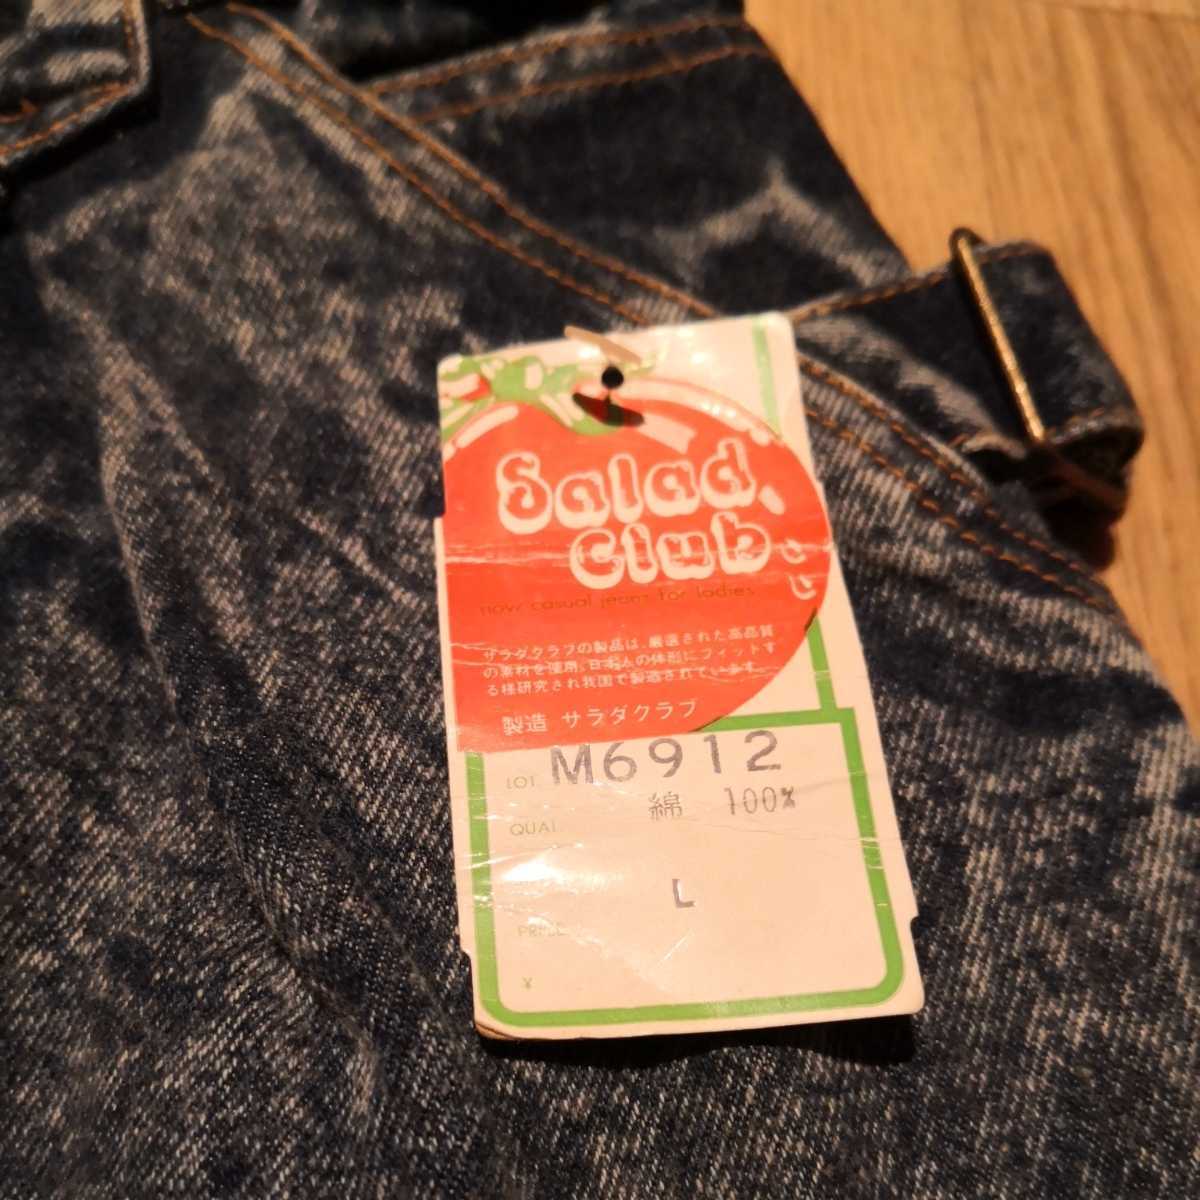 Salad
Club
now casual jeans for ladies
サラダクラブの製品は、厳選された高品質
の素材を使用、日本人の体形にフィットす
る様研究され我国で製造されています。
製造 サラダクラブ
LOT. M6912
QUAL. 綿 100%
L
PRICE
¥